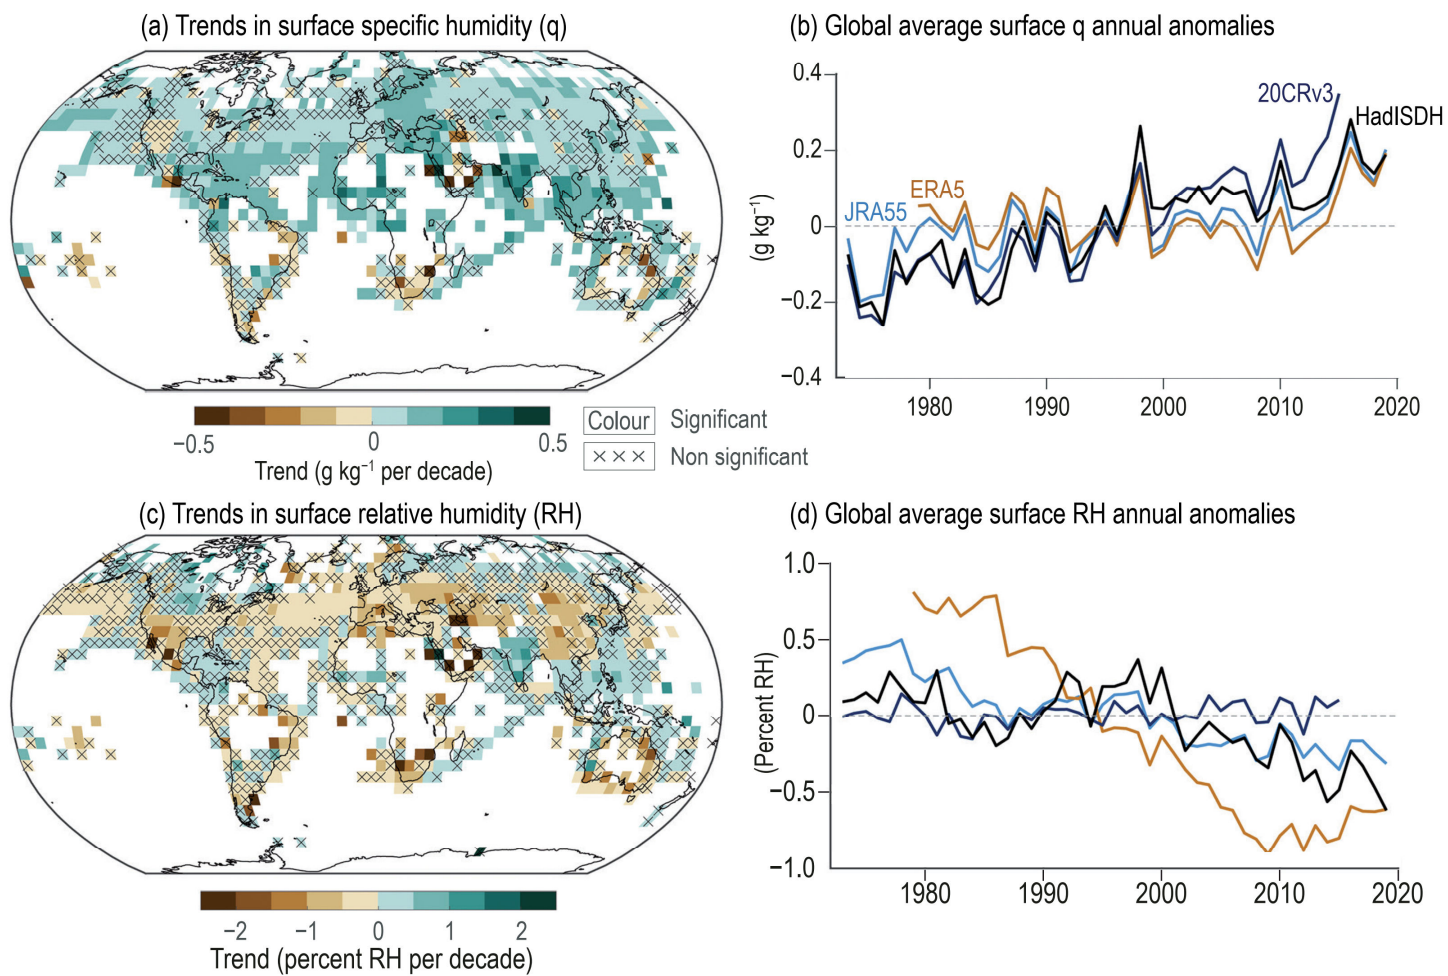 (a) Trends in surface specific humidity (q)
−0.5 0 0.5
Trend (g kg⁻¹ per decade)
Colour Significant
××× Non significant
(b) Global average surface q annual anomalies
(g kg⁻¹)
0.4
0.2
0
−0.2
−0.4
20CRv3
HadISDH
ERA5
JRA55
1980 1990 2000 2010 2020
(c) Trends in surface relative humidity (RH)
−2 −1 0 1 2
Trend (percent RH per decade)
(d) Global average surface RH annual anomalies
(Percent RH)
1.0
0.5
0
−0.5
−1.0
1980 1990 2000 2010 2020